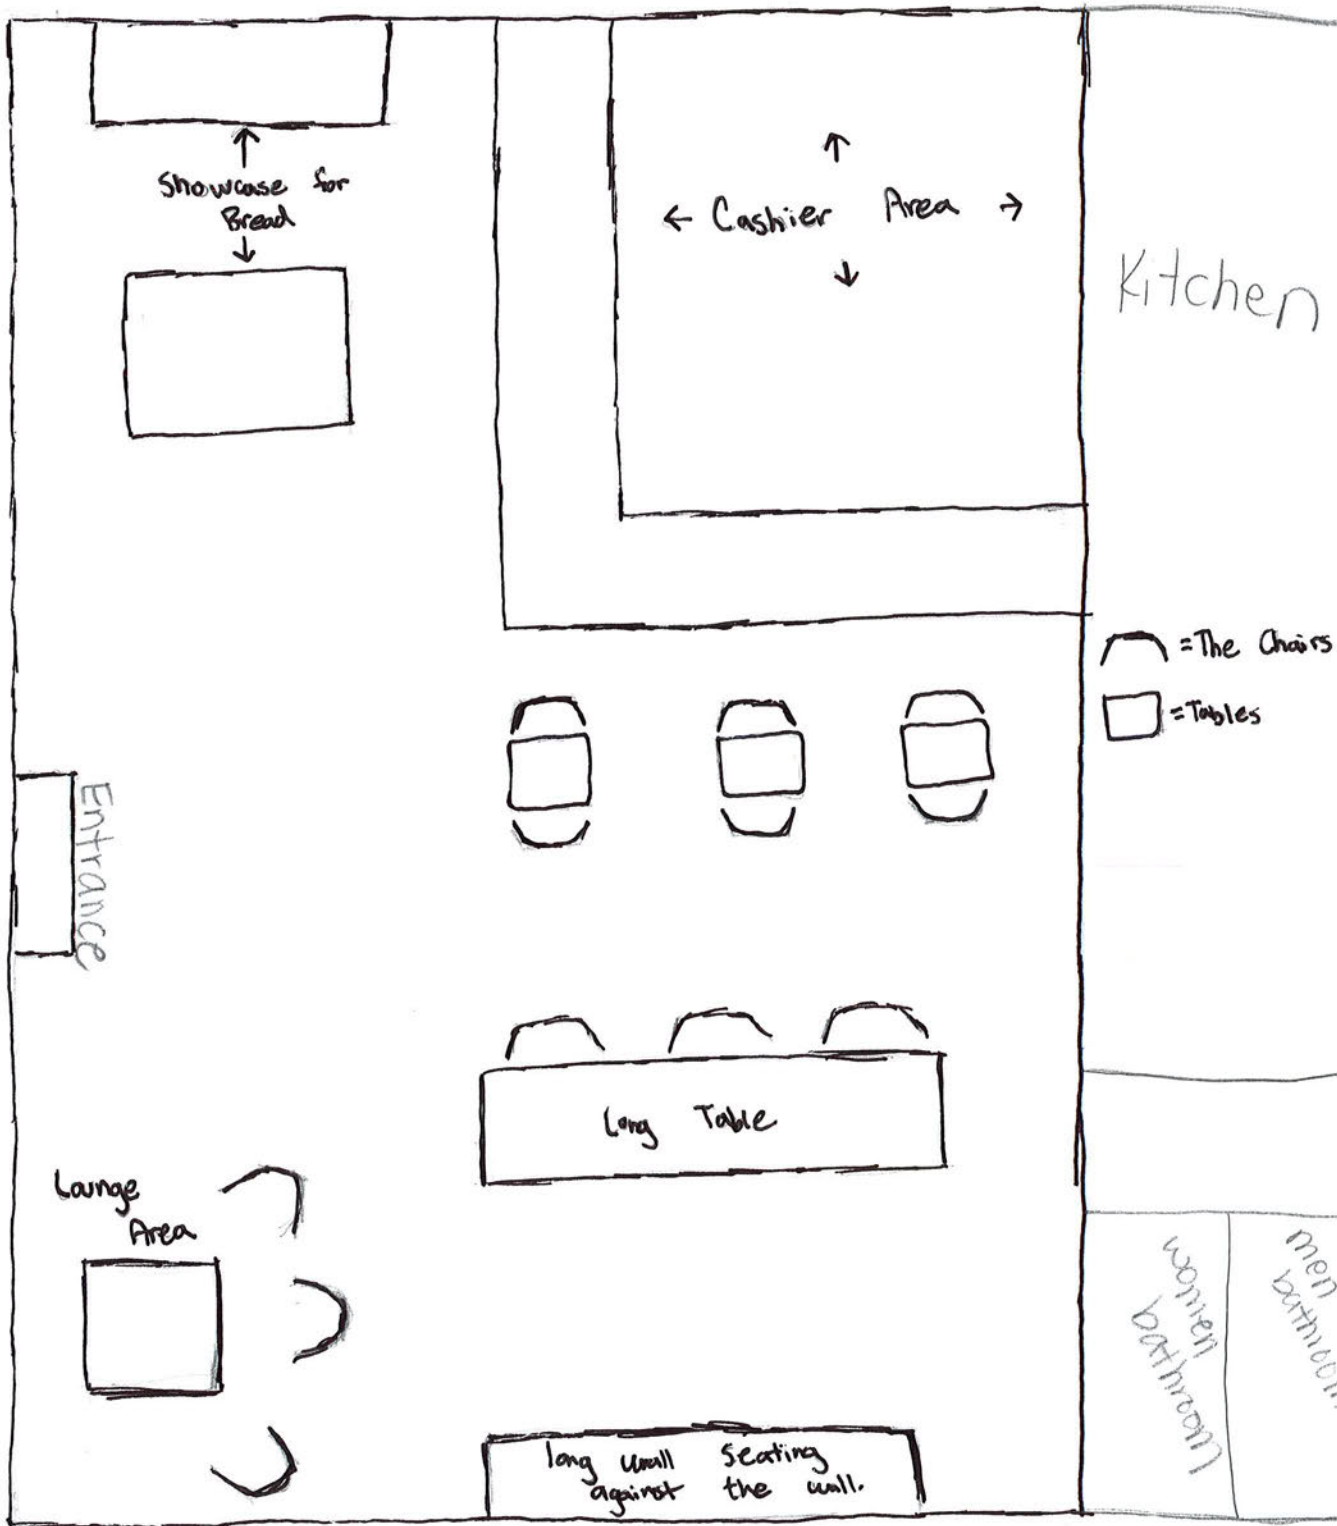 Showcase for
Bread
← Cashier Area →
Kitchen
=The Chairs
=Tables
Entrance
Long Table
Lounge
Area
women
bathroom
men
bathroom
long wall seating
against the wall.